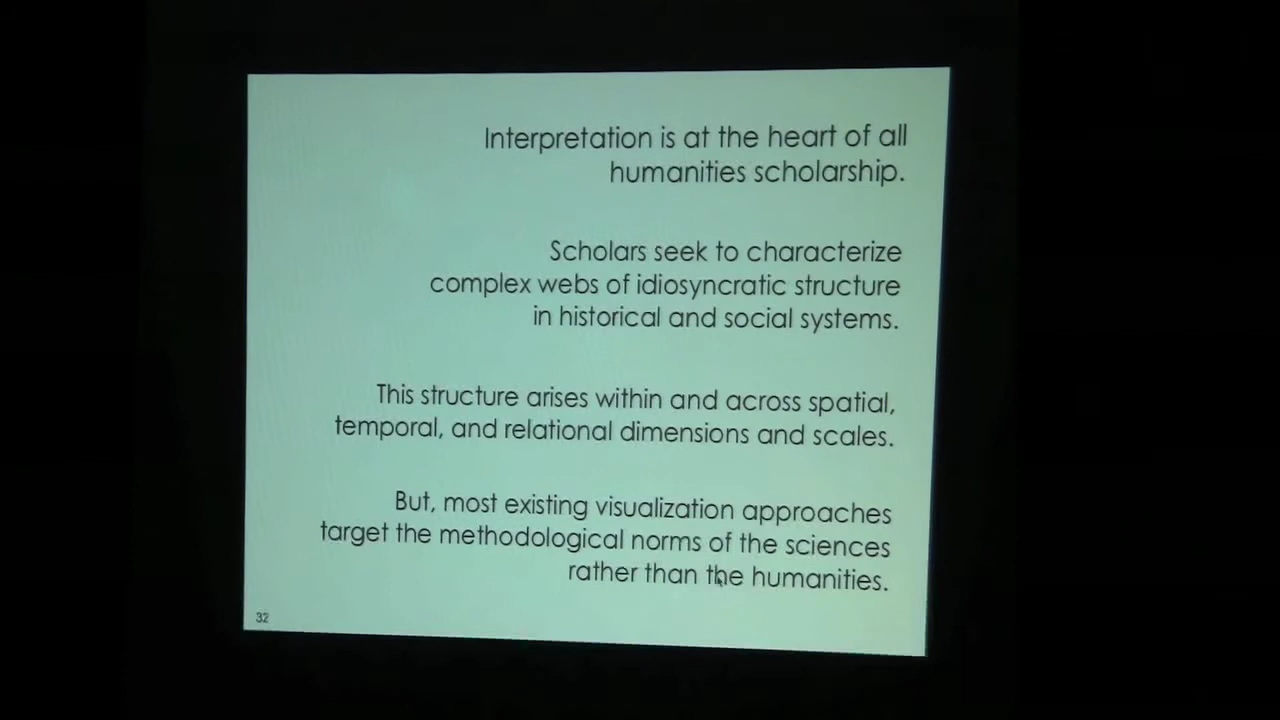 Interpretation is at the heart of all
humanities scholarship.
Scholars seek to characterize
complex webs of idiosyncratic structure
in historical and social systems.
This structure arises within and across spatial,
temporal, and relational dimensions and scales.
But, most existing visualization approaches
target the methodological norms of the sciences
rather than the humanities.
32